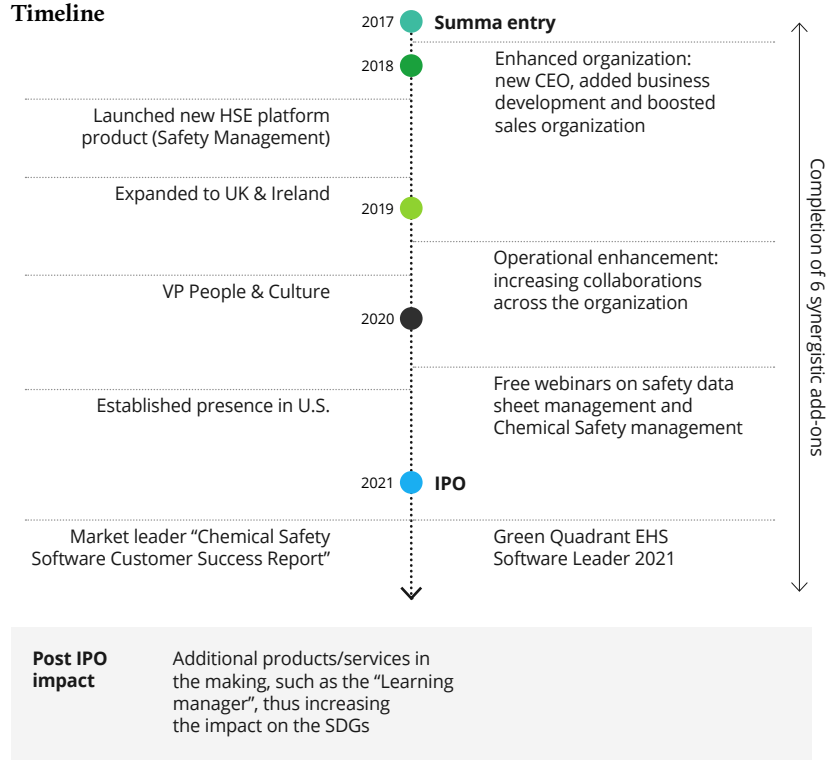 Timeline
2017
Summa entry
2018
Enhanced organization:
new CEO, added business
development and boosted
sales organization
Launched new HSE platform
product (Safety Management)
Expanded to UK & Ireland
2019
Operational enhancement:
increasing collaborations
across the organization
VP People & Culture
2020
Free webinars on safety data
sheet management and
Chemical Safety management
Established presence in U.S.
2021
IPO
Market leader “Chemical Safety
Software Customer Success Report”
Green Quadrant EHS
Software Leader 2021
Completion of 6 synergistic add-ons
Post IPO
impact
Additional products/services in
the making, such as the “Learning
manager”, thus increasing
the impact on the SDGs